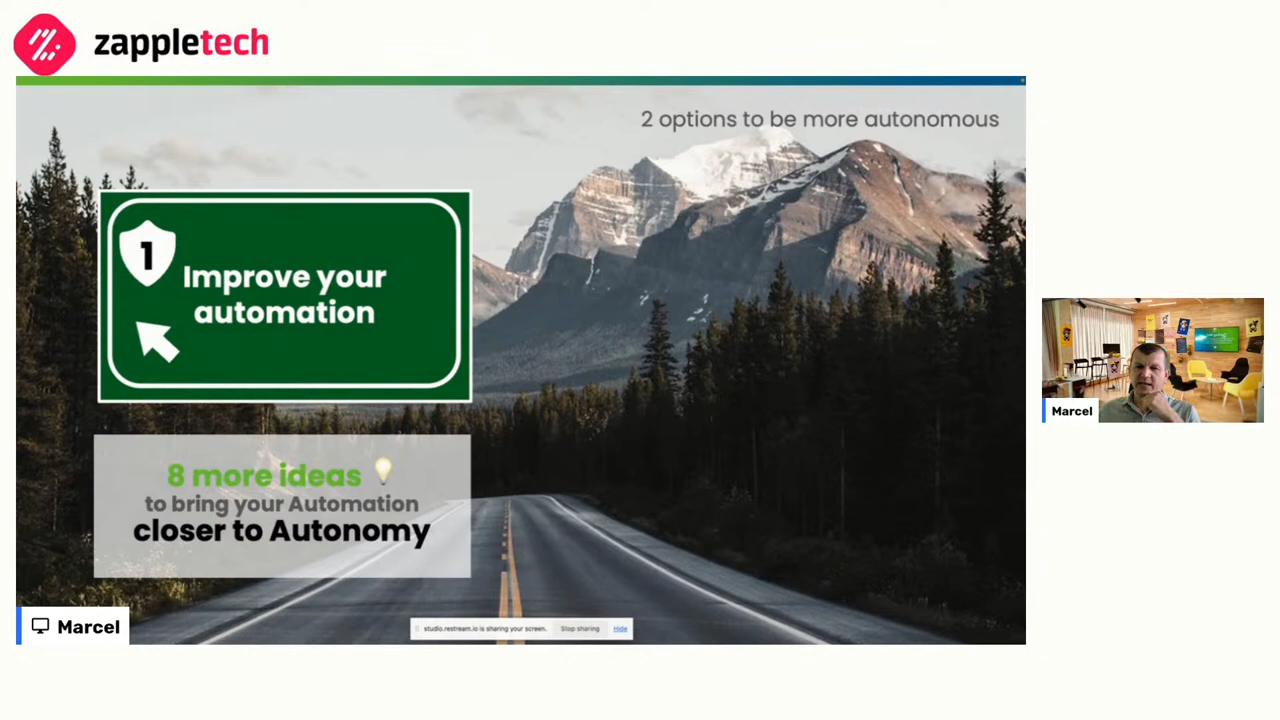 zappletech
2 options to be more autonomous
1
Improve your
automation
8 more ideas
to bring your Automation
closer to Autonomy
Marcel
studio.restream.io is sharing your screen.
Stop sharing
Hide
Marcel